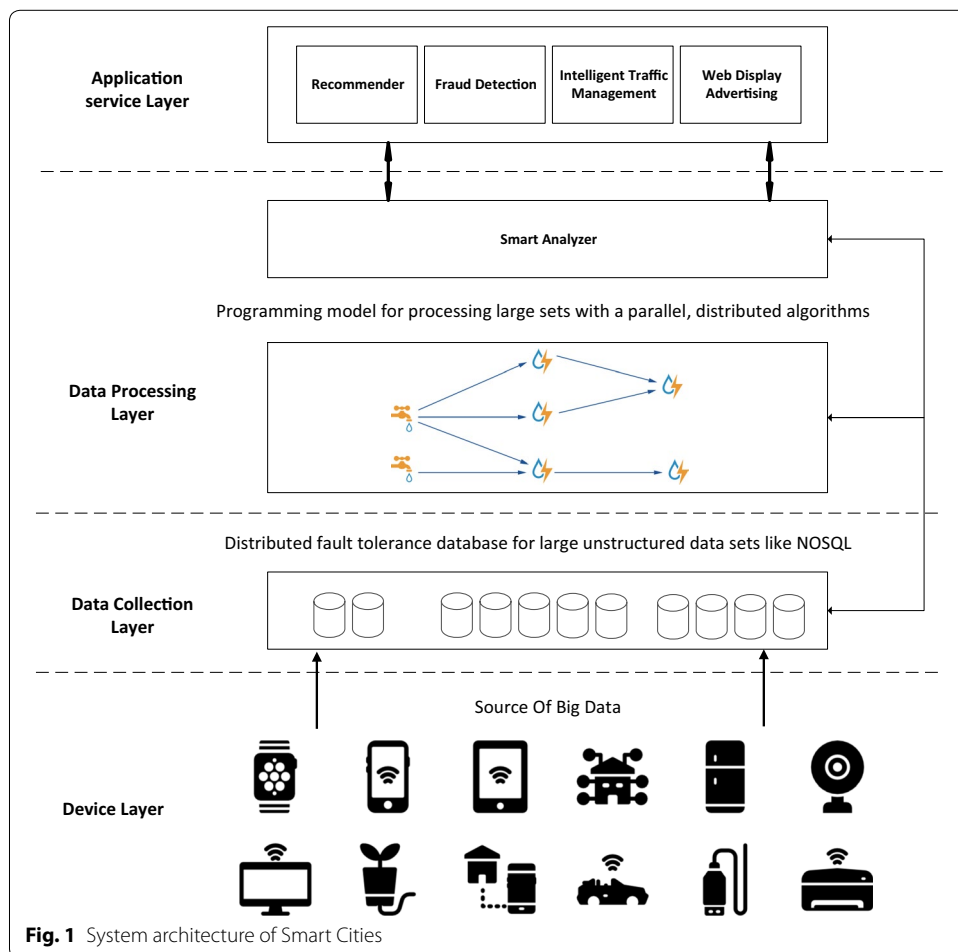 Application
service Layer
Recommender
Fraud Detection
Intelligent Traffic
Management
Web Display
Advertising
Smart Analyzer
Programming model for processing large sets with a parallel, distributed algorithms
Data Processing
Layer
Distributed fault tolerance database for large unstructured data sets like NOSQL
Data Collection
Layer
Source Of Big Data
Device Layer
Fig. 1 System architecture of Smart Cities